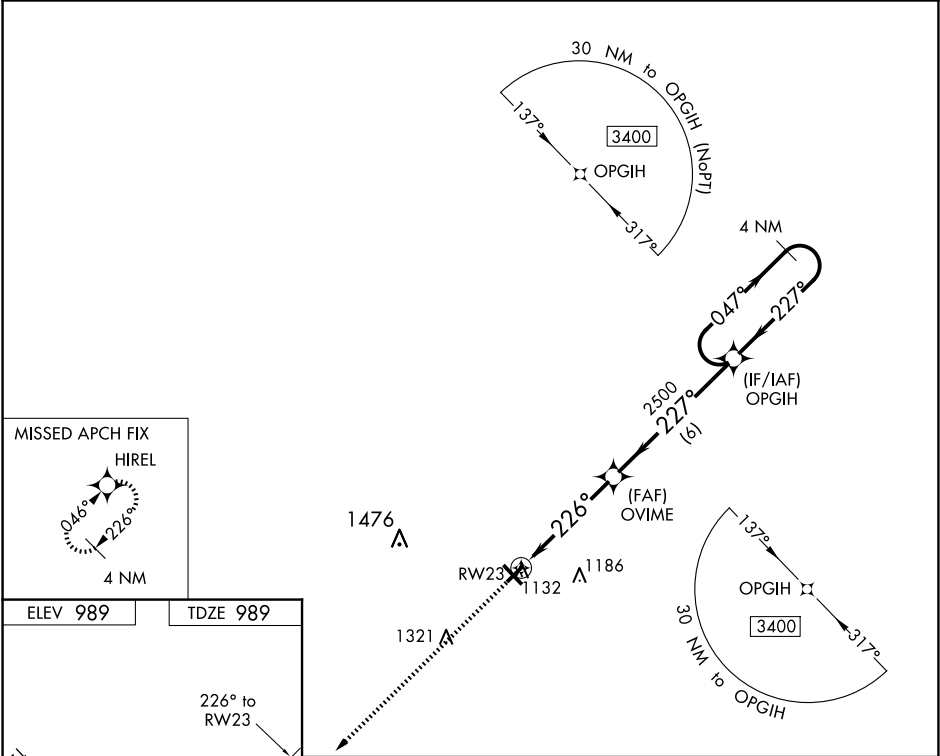 30 NM to OPGIH (NoPT)
137°
3400
OPGIH
317°
4 NM
047°
227°
(IF/IAF)
OPGIH
2500
227°
(6)
MISSED APCH FIX
HIREL
046°
226°
4 NM
(FAF)
OVIME
226°
1476
RW23
1132
1186
1321
137°
OPGIH
3400
317°
30 NM to OPGIH
ELEV 989
TDZE 989
226° to
RW23